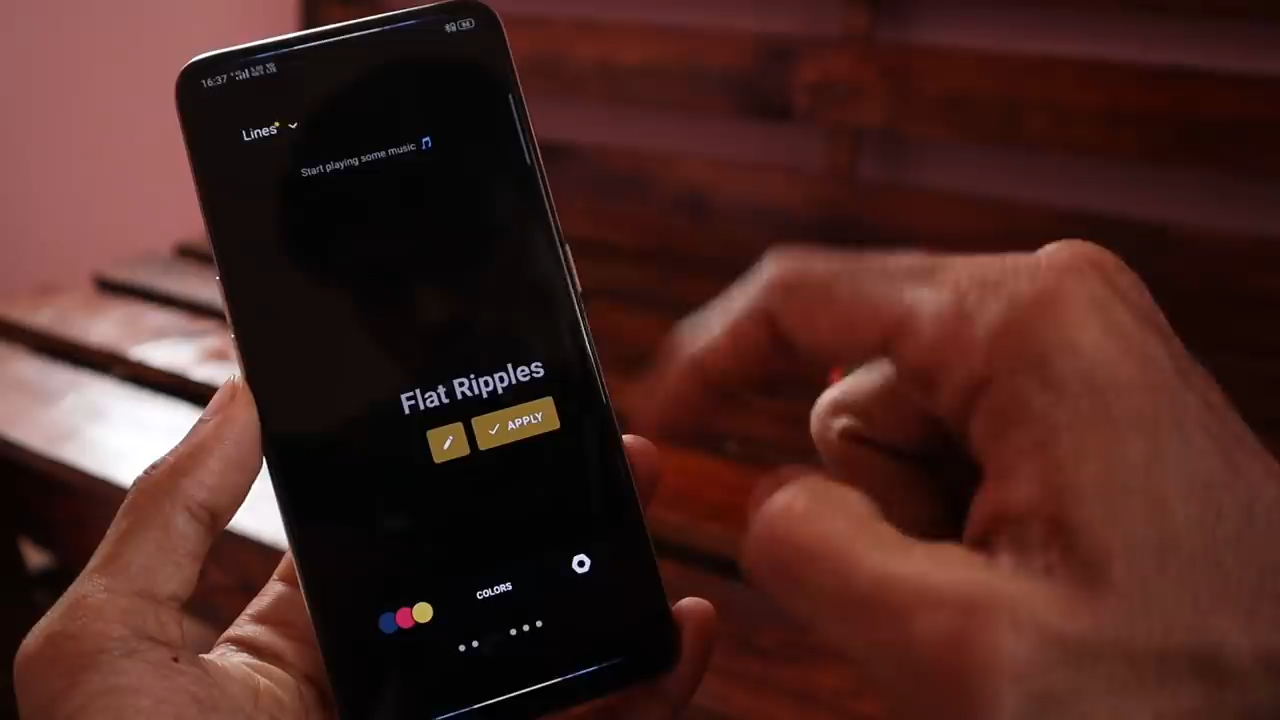 16:37
Lines
Start playing some music
Flat Ripples
APPLY
COLORS